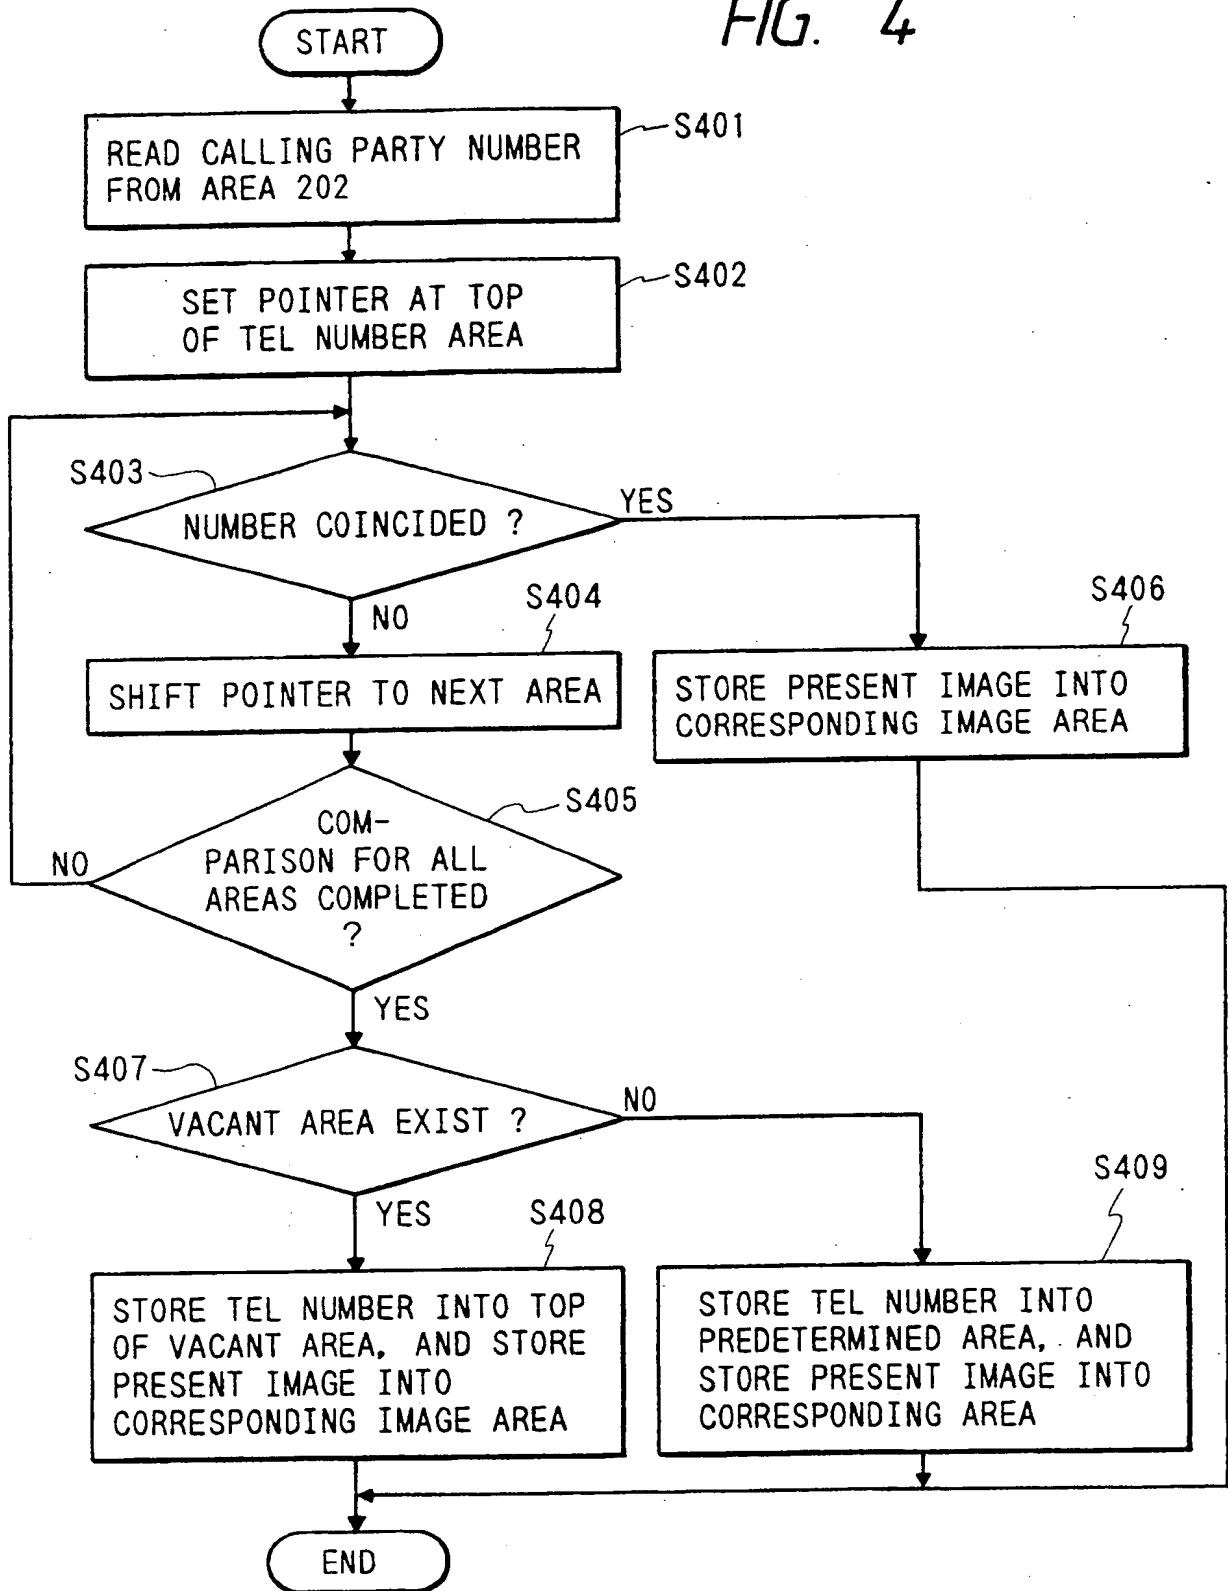 FIG. 4
START
S401
READ CALLING PARTY NUMBER
FROM AREA 202
S402
SET POINTER AT TOP
OF TEL NUMBER AREA
S403
NUMBER COINCIDED ?
YES
NO
S404
SHIFT POINTER TO NEXT AREA
S406
STORE PRESENT IMAGE INTO
CORRESPONDING IMAGE AREA
S405
COM-
PARISON FOR ALL
AREAS COMPLETED
?
NO
YES
S407
VACANT AREA EXIST ?
NO
YES
S408
STORE TEL NUMBER INTO TOP
OF VACANT AREA, AND STORE
PRESENT IMAGE INTO
CORRESPONDING IMAGE AREA
S409
STORE TEL NUMBER INTO
PREDETERMINED AREA, AND
STORE PRESENT IMAGE INTO
CORRESPONDING AREA
END